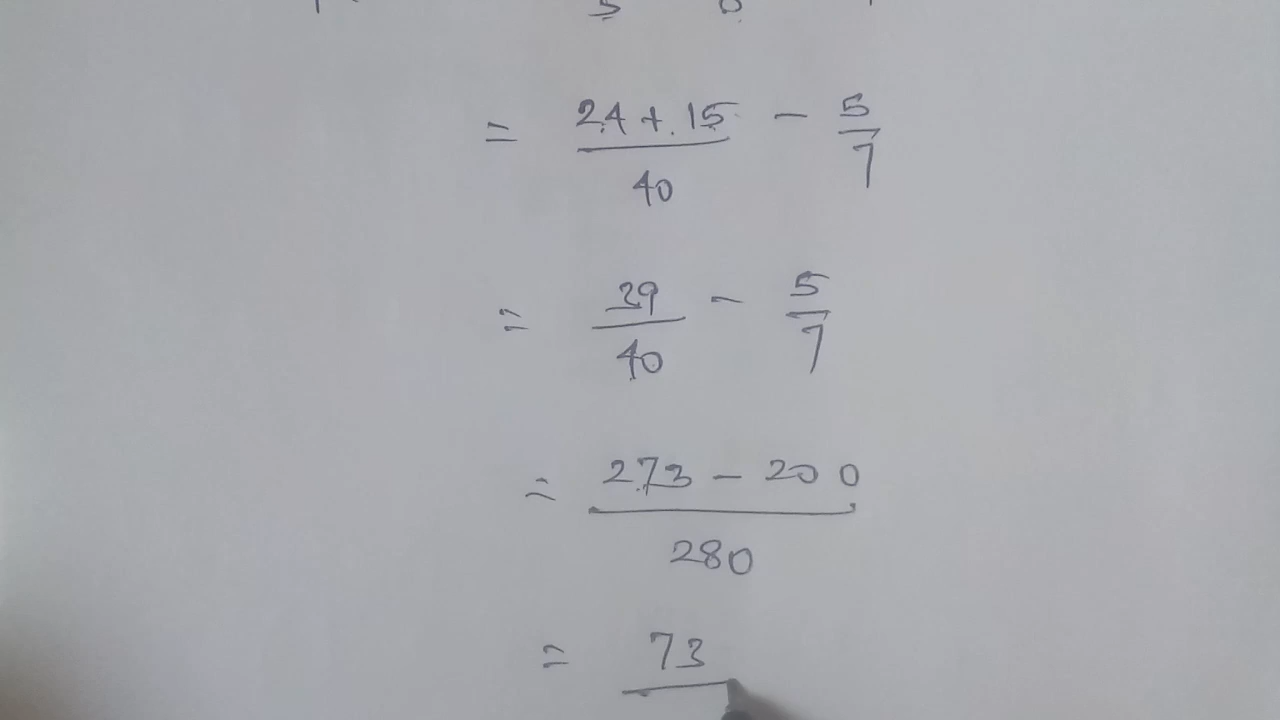 = 24 + 15 / 40 - 5/7
= 39/40 - 5/7
= 273 - 200 / 280
= 73